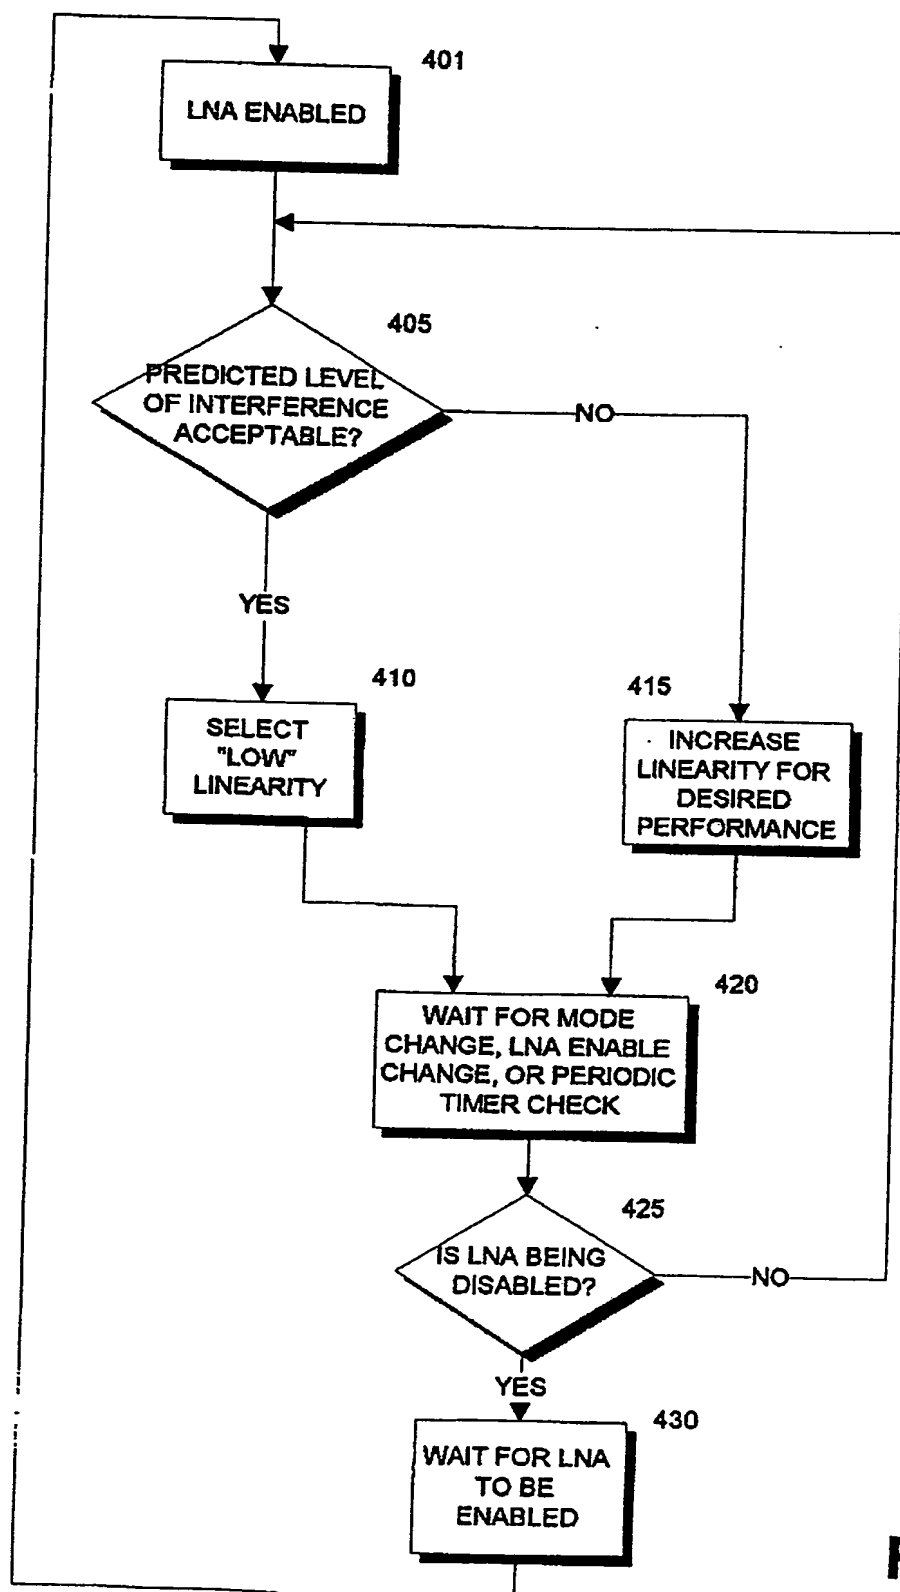 401
LNA ENABLED
405
PREDICTED LEVEL
OF INTERFERENCE
ACCEPTABLE?
NO
YES
410
SELECT
"LOW"
LINEARITY
415
INCREASE
LINEARITY FOR
DESIRED
PERFORMANCE
420
WAIT FOR MODE
CHANGE, LNA ENABLE
CHANGE, OR PERIODIC
TIMER CHECK
425
IS LNA BEING
DISABLED?
NO
YES
430
WAIT FOR LNA
TO BE
ENABLED